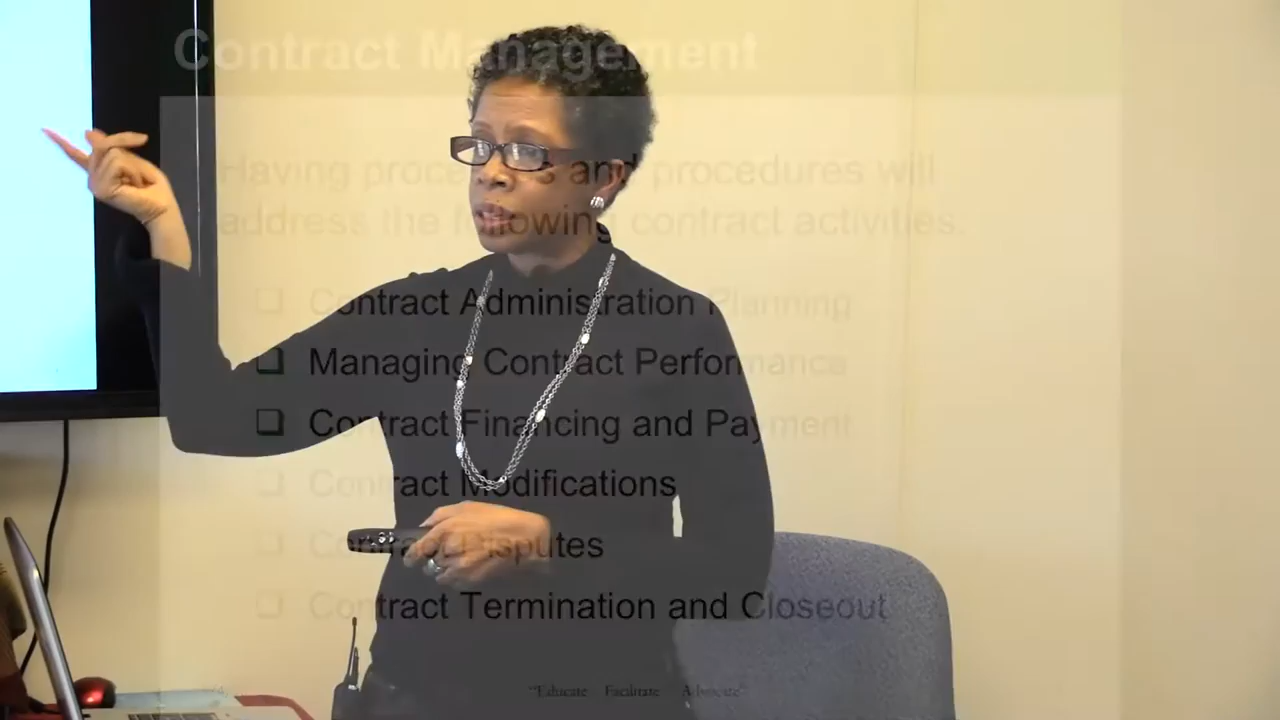 Contract Management
Having processes and procedures will
address the following contract activities:
❑ Contract Administration Planning
❑ Managing Contract Performance
❑ Contract Financing and Payment
❑ Contract Modifications
❑ Contract Disputes
❑ Contract Termination and Closeout
“Educate Facilitate Advocate”